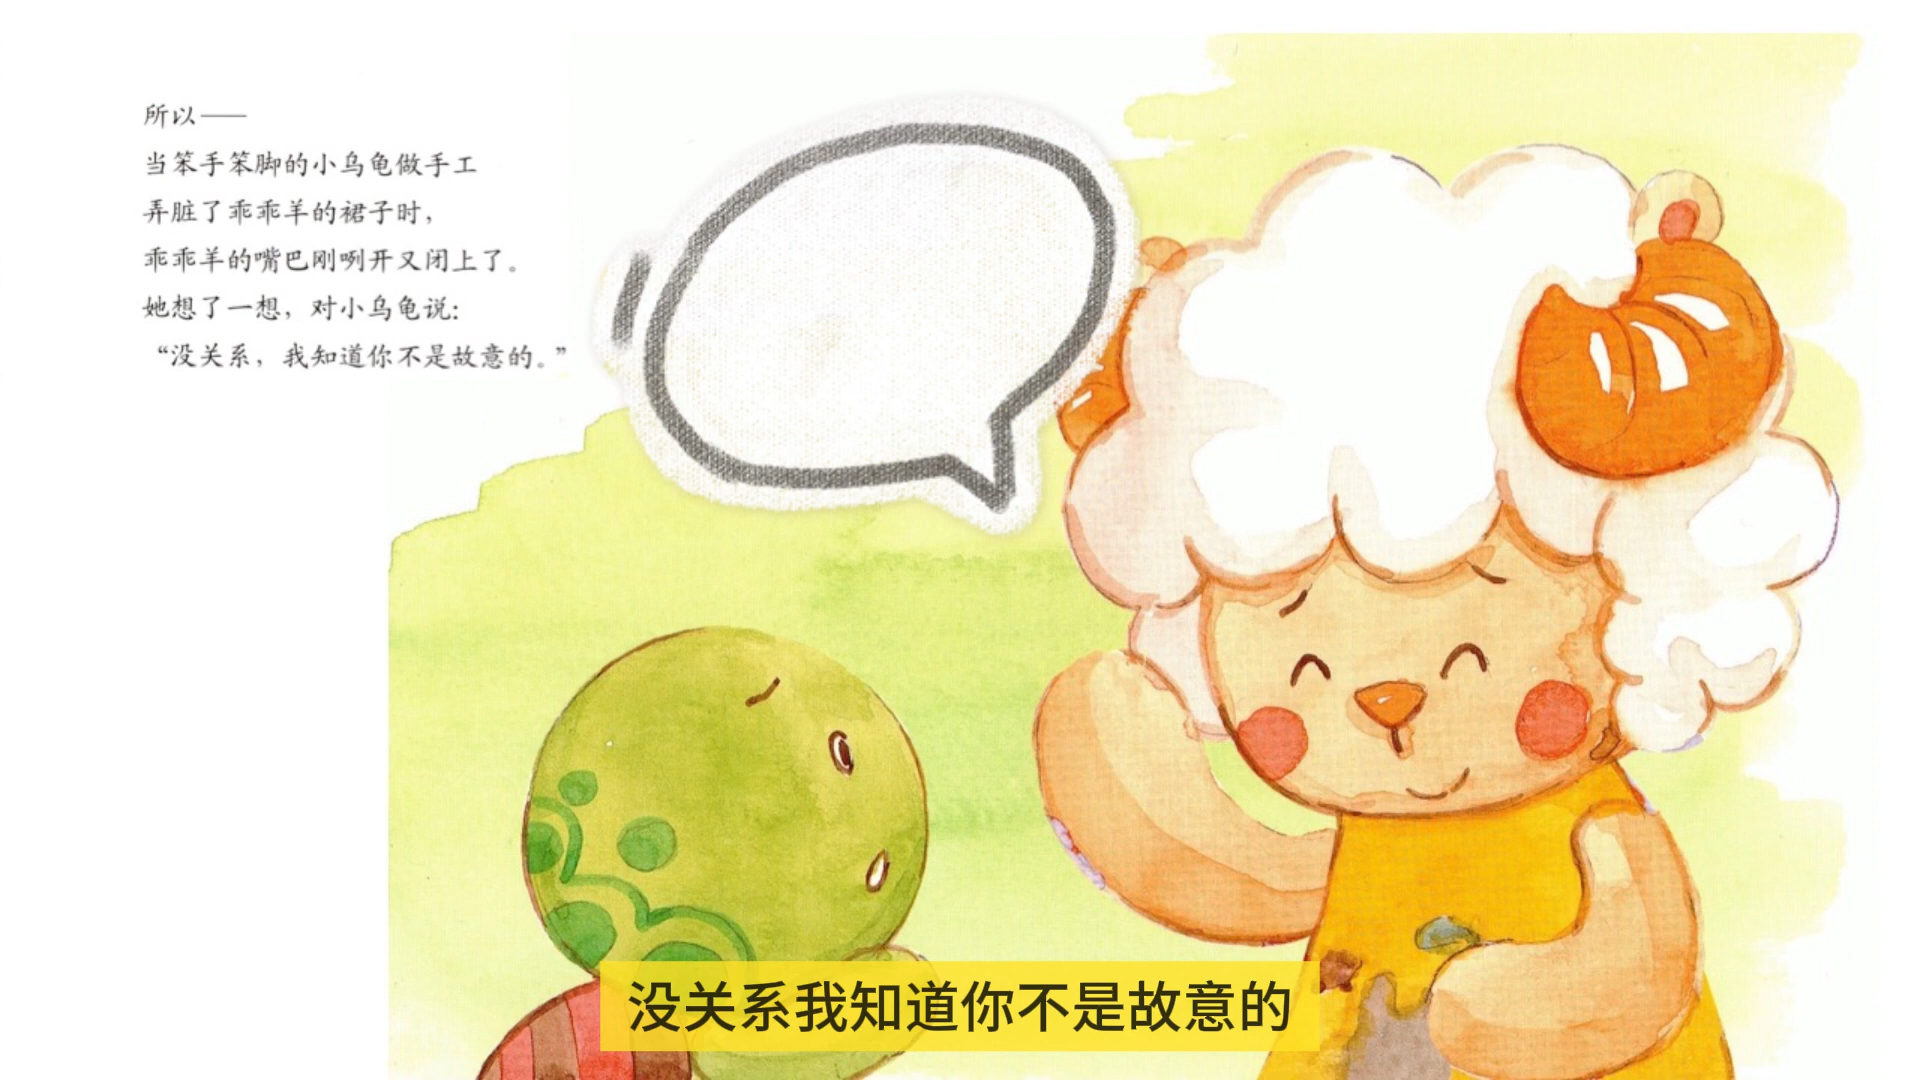 所以——
当笨手笨脚的小乌龟做手工
弄脏了乖乖羊的裙子时，
乖乖羊的嘴巴刚咧开又闭上了。
她想了一想，对小乌龟说：
“没关系，我知道你不是故意的。”
没关系我知道你不是故意的